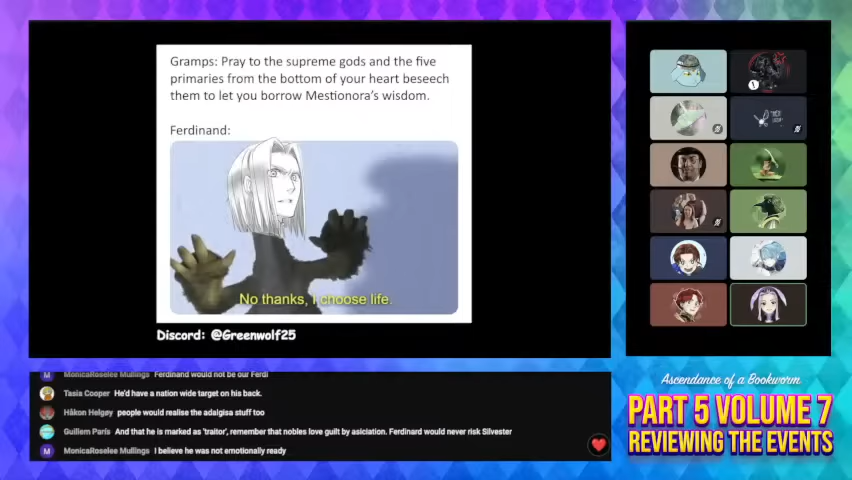 Gramps: Pray to the supreme gods and the five
primaries from the bottom of your heart beseech
them to let you borrow Mestionora's wisdom.
Ferdinand:
No thanks, I choose life.
Discord: @Greenwolf25
MonicaRoselee Mullings Ferdinand would not be our Ferdi
Tasia Cooper He'd have a nation wide target on his back.
Håkon Helgøy people would realise the adalgisa stuff too
Guillem París And that he is marked as 'traitor', remember that nobles love guilt by asiciation. Ferdinand would never risk Silvester
MonicaRoselee Mullings I believe he was not emotionally ready
Ascendance of a Bookworm
PART 5 VOLUME 7
REVIEWING THE EVENTS